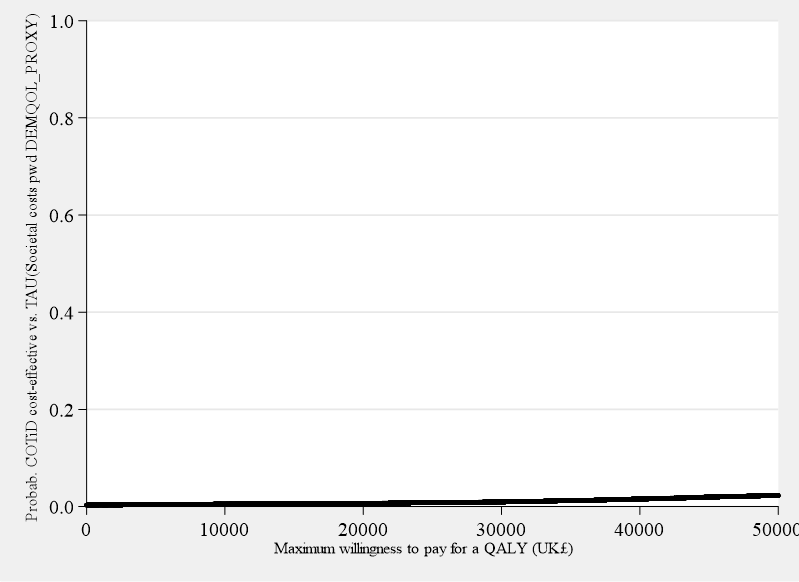 Probab. COTiD cost-effective vs. TAU(Societal costs pwd DEMQOL_PROXY)
1.0
0.8
0.6
0.4
0.2
0.0
0 10000 20000 30000 40000 50000
Maximum willingness to pay for a QALY (UK£)